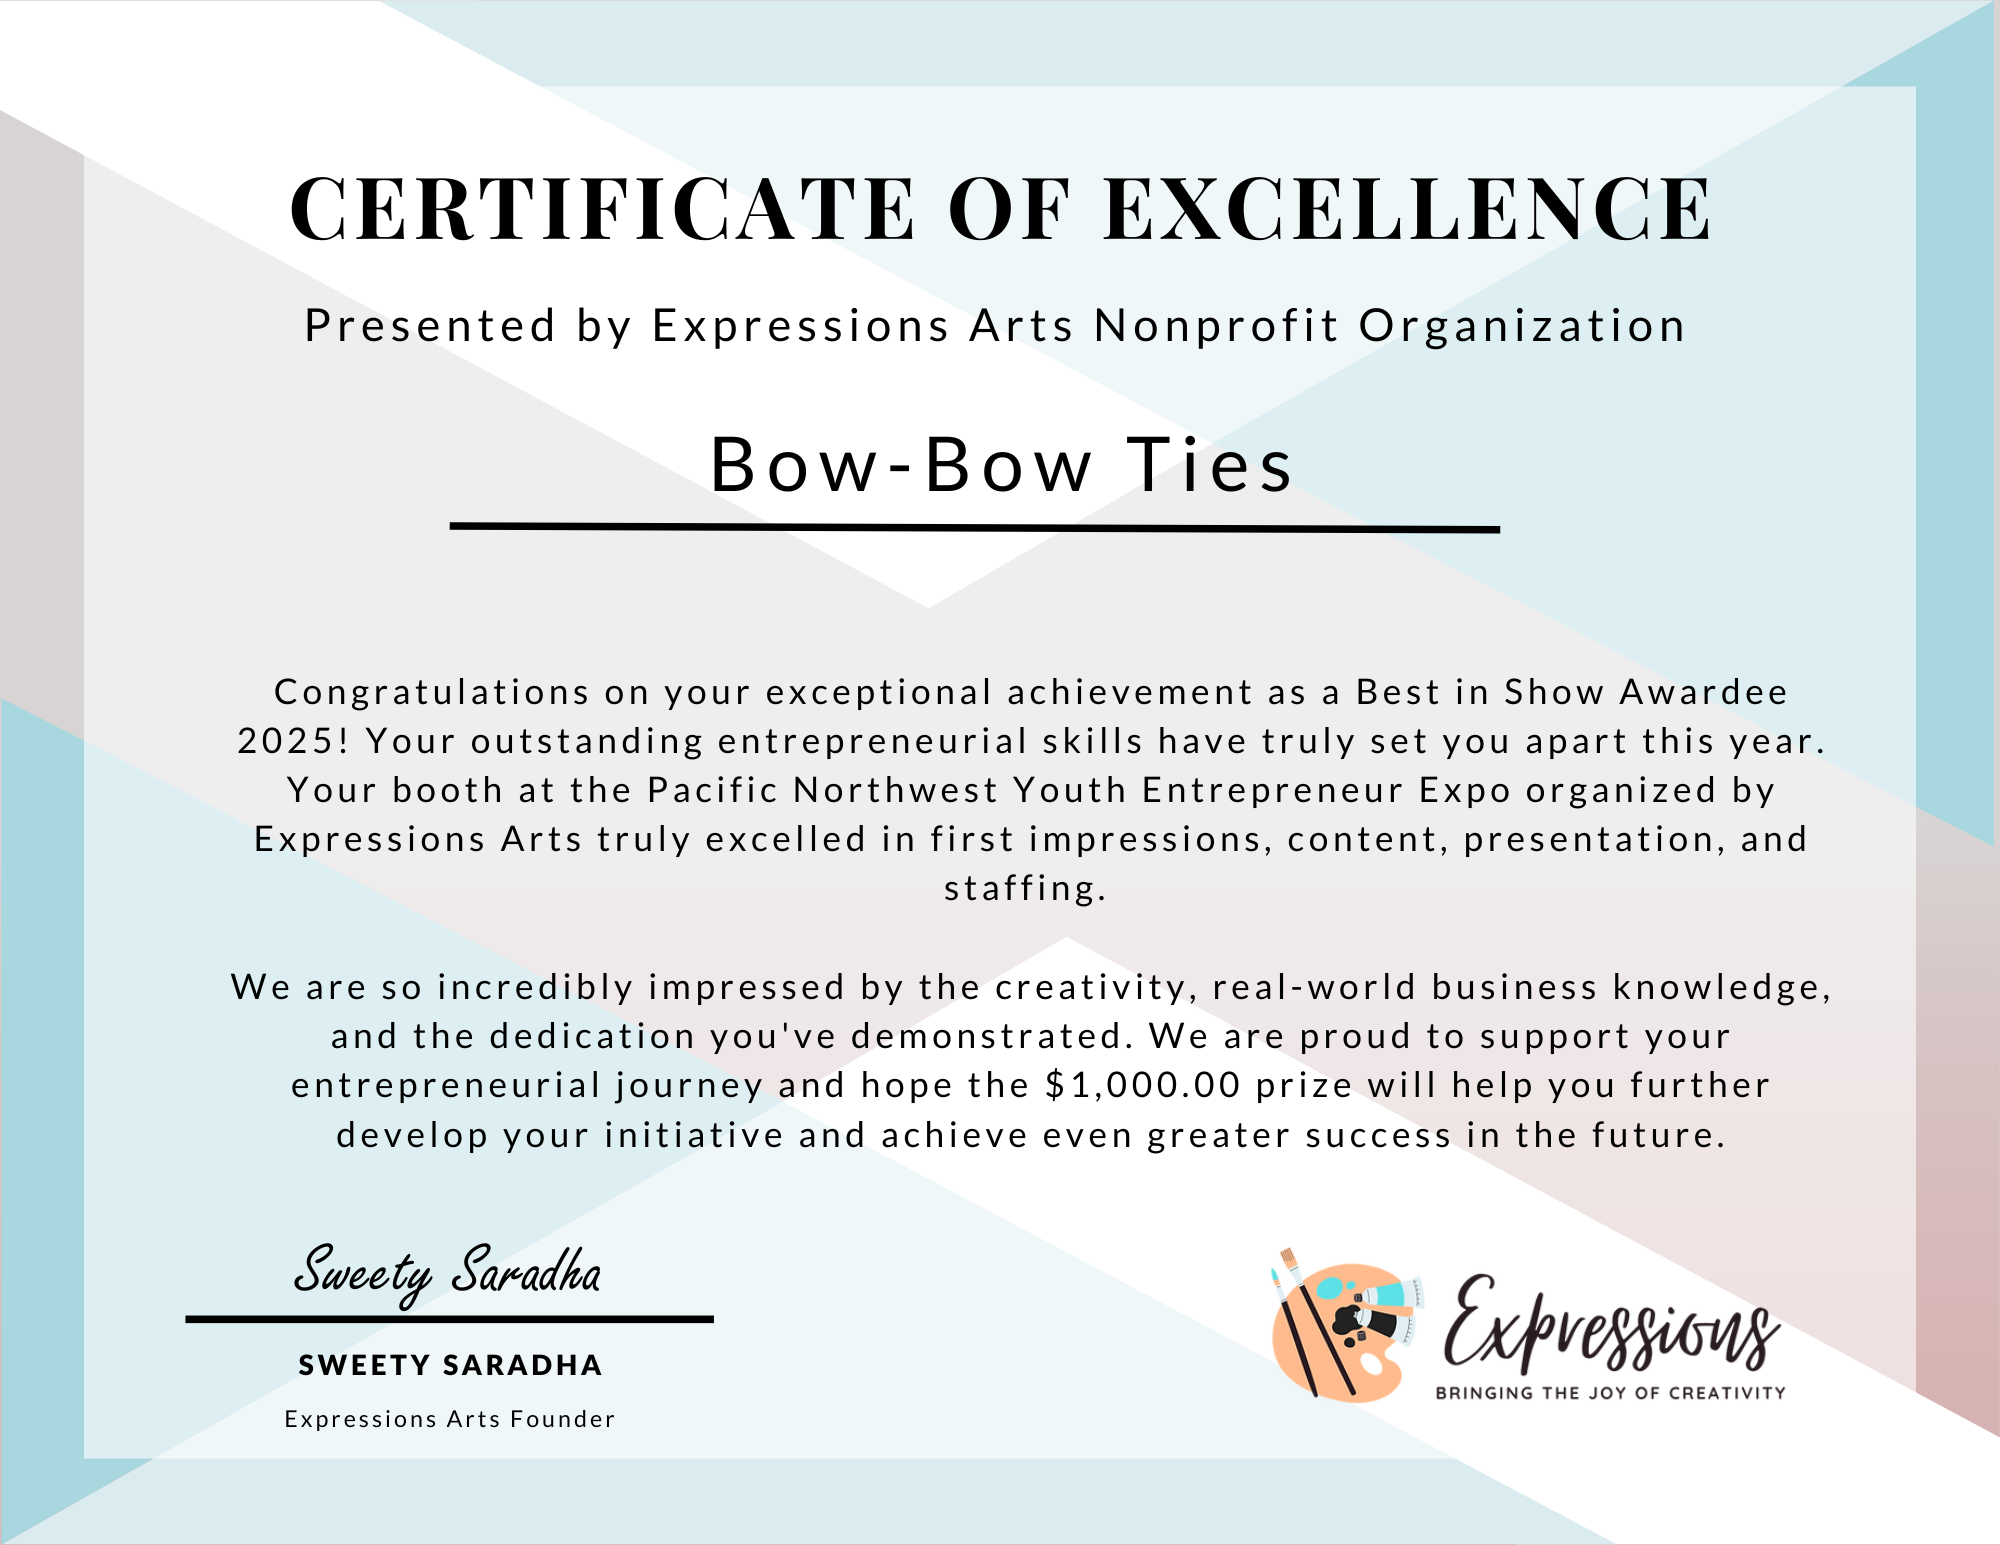 CERTIFICATE OF EXCELLENCE
Presented by Expressions Arts Nonprofit Organization
Bow-Bow Ties
Congratulations on your exceptional achievement as a Best in Show Awardee
2025! Your outstanding entrepreneurial skills have truly set you apart this year.
Your booth at the Pacific Northwest Youth Entrepreneur Expo organized by
Expressions Arts truly excelled in first impressions, content, presentation, and
staffing.
We are so incredibly impressed by the creativity, real-world business knowledge,
and the dedication you've demonstrated. We are proud to support your
entrepreneurial journey and hope the $1,000.00 prize will help you further
develop your initiative and achieve even greater success in the future.
Sweety Saradha
SWEETY SARADHA
Expressions Arts Founder
Expressions
BRINGING THE JOY OF CREATIVITY